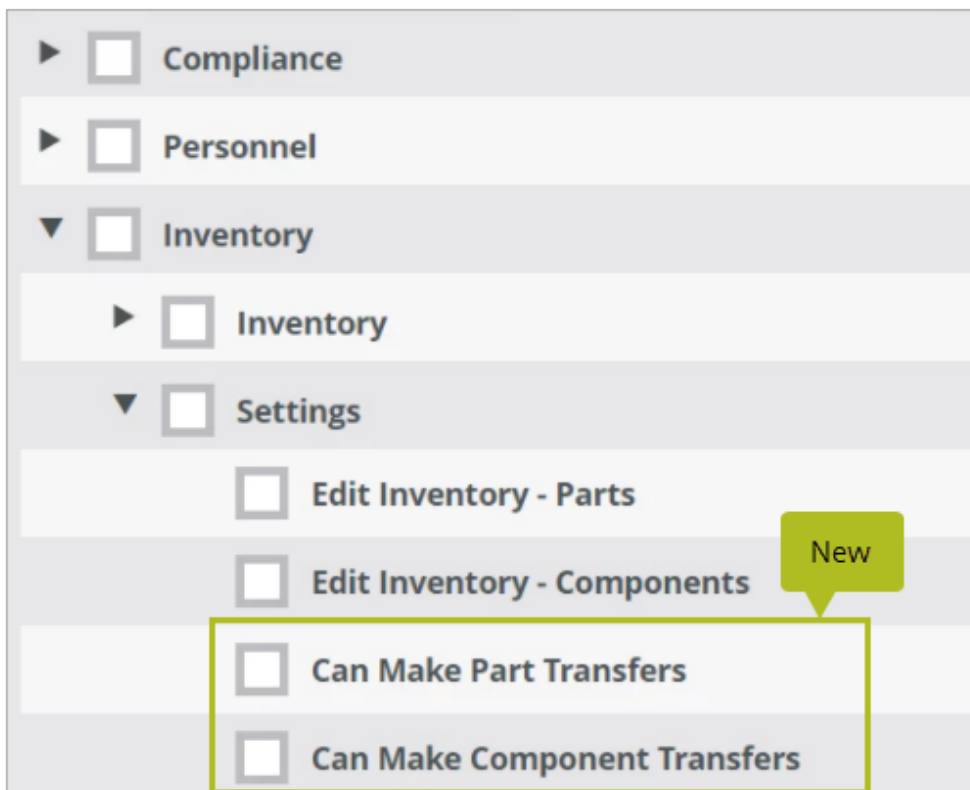 Compliance
Personnel
Inventory
Inventory
Settings
Edit Inventory - Parts
New
Edit Inventory - Components
Can Make Part Transfers
Can Make Component Transfers